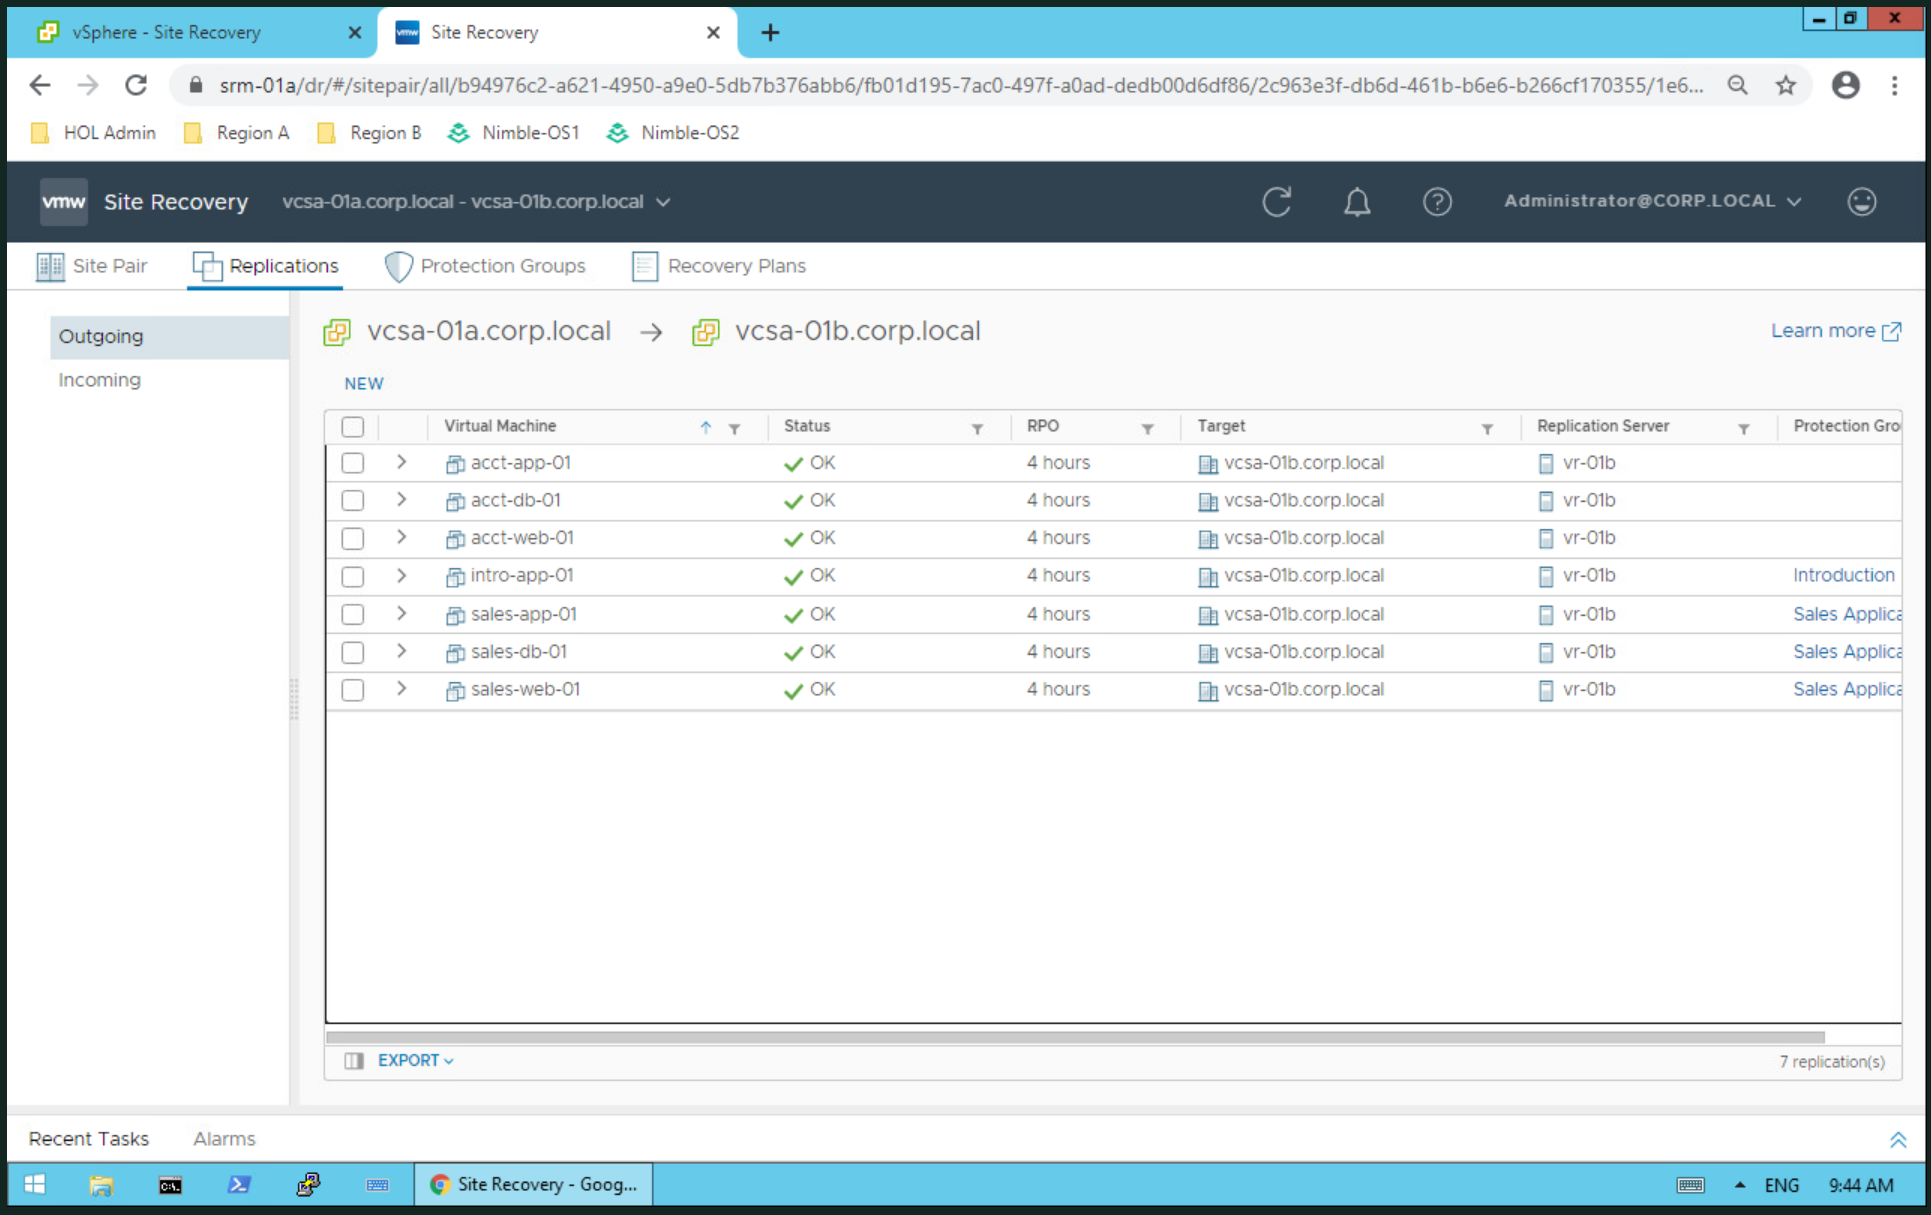 vSphere - Site Recovery
Site Recovery
srm-01a/dr/#/sitepair/all/b94976c2-a621-4950-a9e0-5db7b376abb6/fb01d195-7ac0-497f-a0ad-dedb00d6df86/2c963e3f-db6d-461b-b6e6-b266cf170355/1e6...
HOL Admin Region A Region B Nimble-OS1 Nimble-OS2
vmw Site Recovery vcsa-01a.corp.local - vcsa-01b.corp.local Administrator@CORP.LOCAL
Site Pair Replications Protection Groups Recovery Plans
Outgoing
Incoming
vcsa-01a.corp.local → vcsa-01b.corp.local Learn more
NEW
Virtual Machine Status RPO Target Replication Server Protection Gro
acct-app-01 OK 4 hours vcsa-01b.corp.local vr-01b
acct-db-01 OK 4 hours vcsa-01b.corp.local vr-01b
acct-web-01 OK 4 hours vcsa-01b.corp.local vr-01b
intro-app-01 OK 4 hours vcsa-01b.corp.local vr-01b Introduction
sales-app-01 OK 4 hours vcsa-01b.corp.local vr-01b Sales Applica
sales-db-01 OK 4 hours vcsa-01b.corp.local vr-01b Sales Applica
sales-web-01 OK 4 hours vcsa-01b.corp.local vr-01b Sales Applica
EXPORT 7 replication(s)
Recent Tasks Alarms
Site Recovery - Goog... ENG 9:44 AM